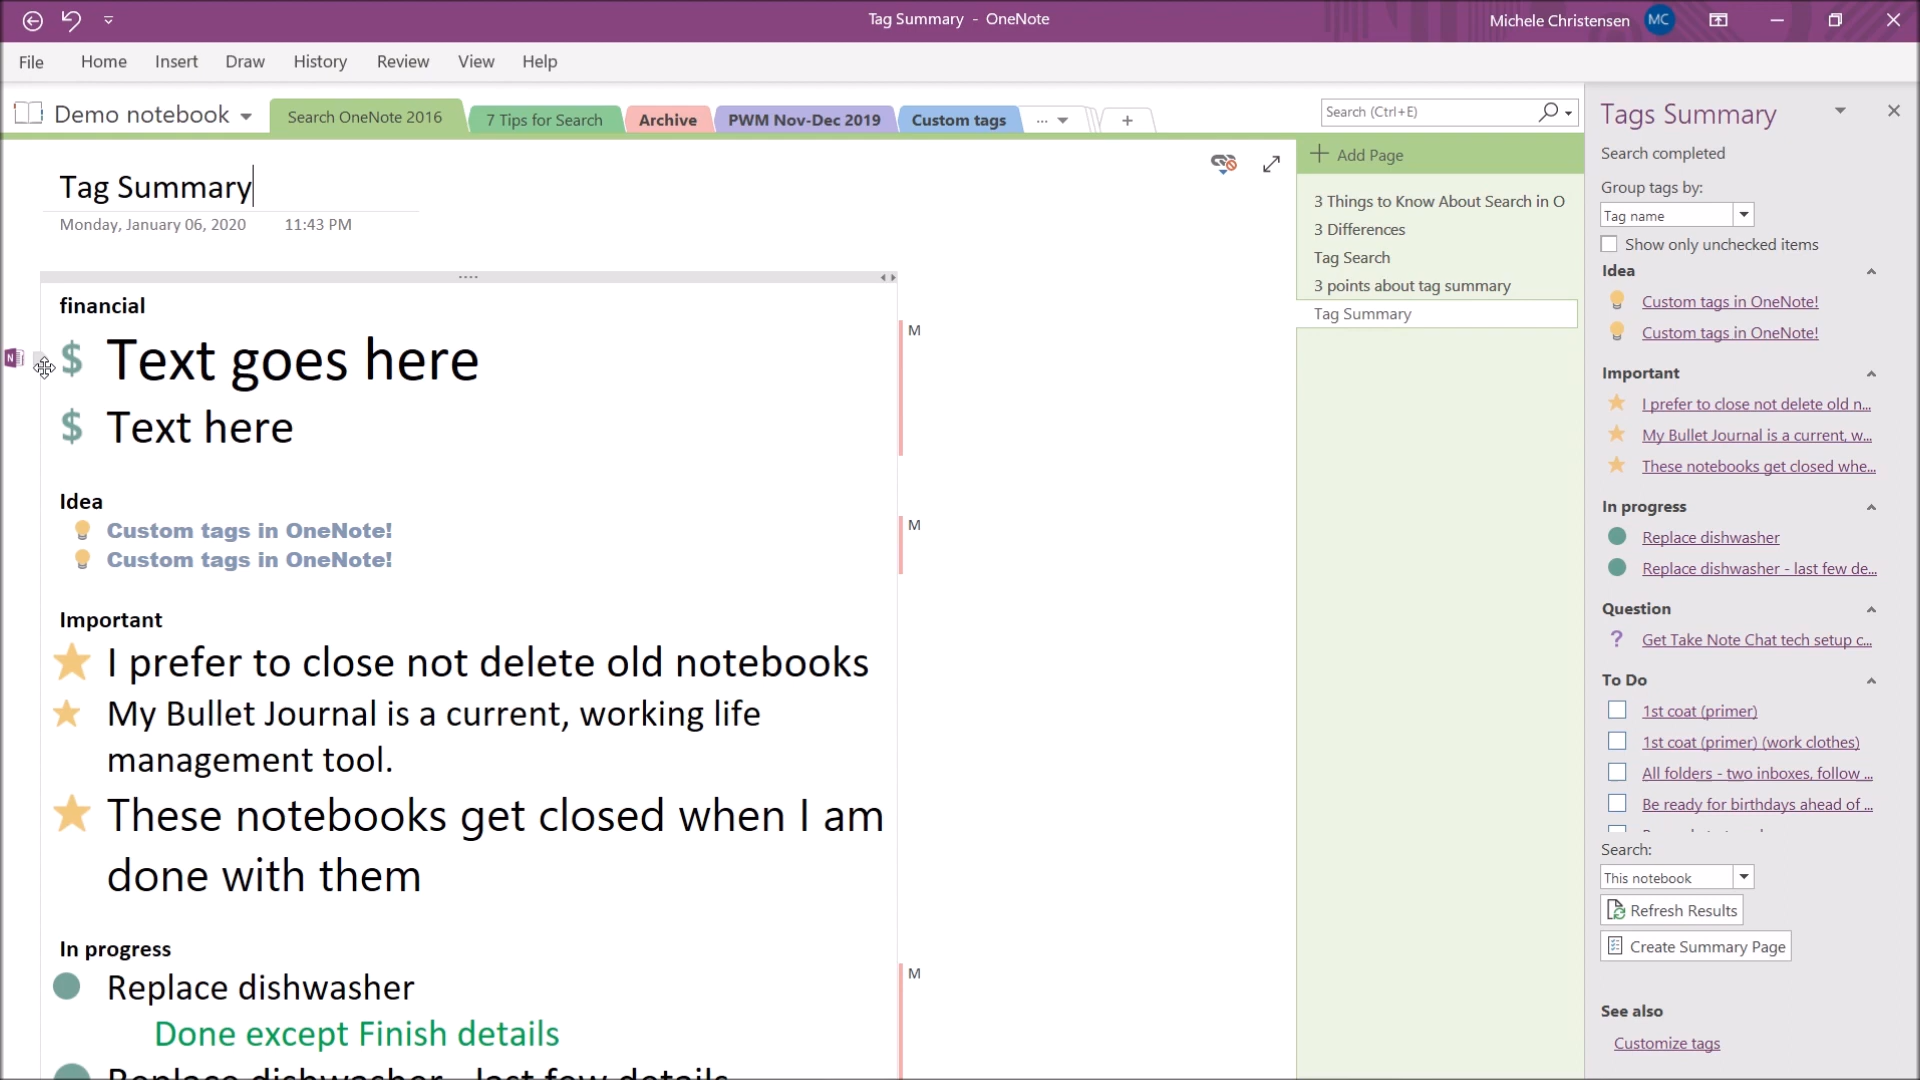 Tag Summary - OneNote
Michele Christensen MC
File Home Insert Draw History Review View Help
Demo notebook
Search OneNote 2016
7 Tips for Search
Archive
PWM Nov-Dec 2019
Custom tags
...
+
Search (Ctrl+E)
Tag Summary
Monday, January 06, 2020 11:43 PM
financial
$ Text goes here
$ Text here
M
Idea
Custom tags in OneNote!
Custom tags in OneNote!
M
Important
I prefer to close not delete old notebooks
My Bullet Journal is a current, working life
management tool.
These notebooks get closed when I am
done with them
In progress
Replace dishwasher
M
Done except Finish details
Replace dishwasher - last few details
Add Page
3 Things to Know About Search in O
3 Differences
Tag Search
3 points about tag summary
Tag Summary
Tags Summary
Search completed
Group tags by:
Tag name
Show only unchecked items
Idea
Custom tags in OneNote!
Custom tags in OneNote!
Important
I prefer to close not delete old n...
My Bullet Journal is a current, w...
These notebooks get closed whe...
In progress
Replace dishwasher
Replace dishwasher - last few de...
Question
? Get Take Note Chat tech setup c...
To Do
1st coat (primer)
1st coat (primer) (work clothes)
All folders - two inboxes, follow ...
Be ready for birthdays ahead of ...
Search:
This notebook
Refresh Results
Create Summary Page
See also
Customize tags